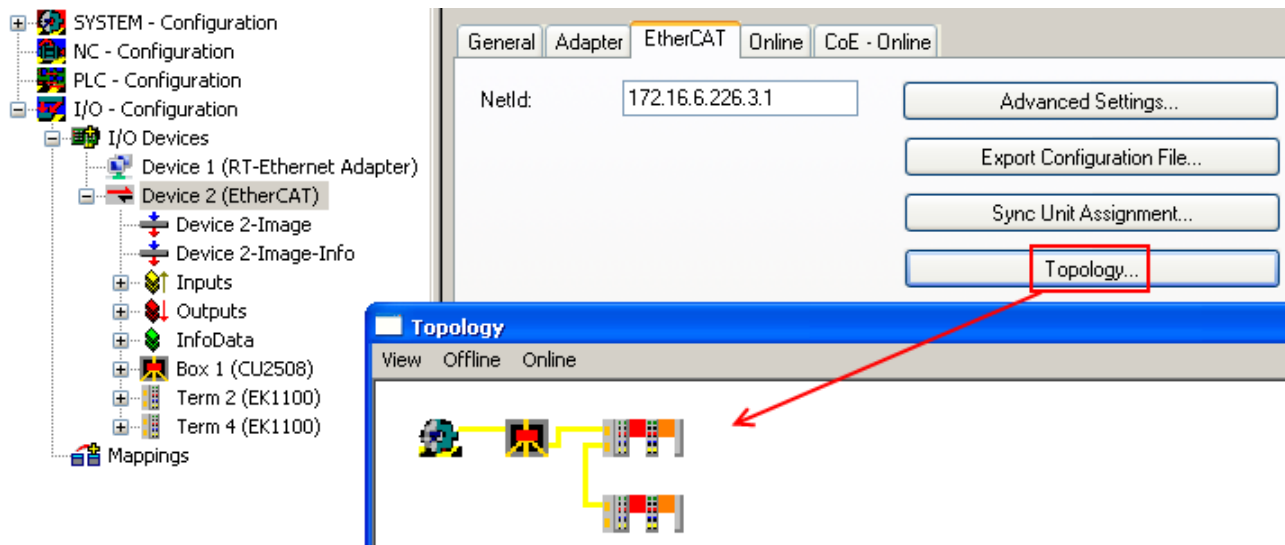 SYSTEM - Configuration
NC - Configuration
PLC - Configuration
I/O - Configuration
I/O Devices
Device 1 (RT-Ethernet Adapter)
Device 2 (EtherCAT)
Device 2-Image
Device 2-Image-Info
Inputs
Outputs
InfoData
Box 1 (CU2508)
Term 2 (EK1100)
Term 4 (EK1100)
Mappings
General Adapter EtherCAT Online CoE - Online
NetId: 172.16.6.226.3.1
Advanced Settings...
Export Configuration File...
Sync Unit Assignment...
Topology...
Topology
View Offline Online